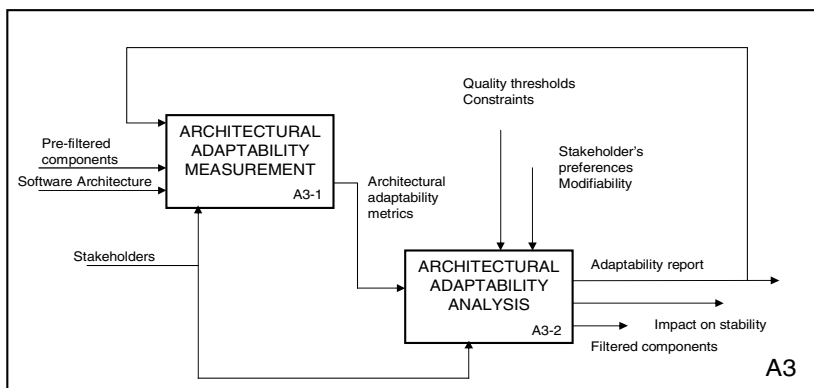 Quality thresholds
Constraints
ARCHITECTURAL
ADAPTABILITY
MEASUREMENT
A3-1
Pre-filtered
components
Software Architecture
Stakeholder's
preferences
Modifiability
Architectural
adaptability
metrics
Stakeholders
ARCHITECTURAL
ADAPTABILITY
ANALYSIS
A3-2
Adaptability report
Impact on stability
Filtered components
A3